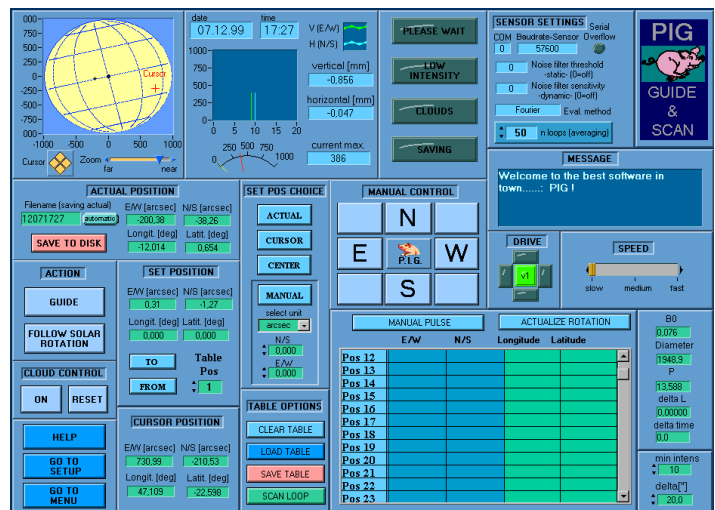 000-
750-
500-
250-
0-
-250-
-500-
-750-
000-
-1000 -500 0 500 1000
Cursor
Cursor
Zoom
far near
date time
07.12.99 17:27
1000-
750-
500-
250-
0-
0 5 10 15 20
0 250 500 750 1000
V (E/W)
H (N/S)
vertical [mm]
-0,856
horizontal [mm]
-0,047
current max.
386
PLEASE WAIT
LOW
INTENSITY
CLOUDS
SAVING
SENSOR SETTINGS
Serial
COM Baudrate-Sensor Overflow
0 57600
0 Noise filter threshold
-static- (0=off)
0 Noise filter sensitivity
-dynamic- (0=off)
Fourier Eval. method
50 n loops (averaging)
PIG
GUIDE
&
SCAN
MESSAGE
Welcome to the best software in
town.....: PIG !
ACTUAL POSITION
Filename (saving actual)
12071727 automatic
E/W [arcsec] N/S [arcsec]
-200,38 -38,26
Longit. [deg] Latit. [deg]
-12,014 0,654
SAVE TO DISK
ACTION
GUIDE
FOLLOW SOLAR
ROTATION
CLOUD CONTROL
ON RESET
HELP
GO TO
SETUP
GO TO
MENU
SET POSITION
E/W [arcsec] N/S [arcsec]
0,31 -1,27
Longit. [deg] Latit. [deg]
0,000 0,000
TO
FROM
Table
Pos
1
CURSOR POSITION
E/W [arcsec] N/S [arcsec]
730,99 -210,53
Longit. [deg] Latit. [deg]
47,109 -22,598
SET POS CHOICE
ACTUAL
CURSOR
CENTER
MANUAL
select unit
arcsec
N/S
0,000
E/W
0,000
TABLE OPTIONS
CLEAR TABLE
LOAD TABLE
SAVE TABLE
SCAN LOOP
MANUAL CONTROL
N
E P.I.G. W
S
DRIVE
v1
SPEED
slow medium fast
MANUAL PULSE ACTUALIZE ROTATION
E/W N/S Longitude Latitude
Pos 12
Pos 13
Pos 14
Pos 15
Pos 16
Pos 17
Pos 18
Pos 19
Pos 20
Pos 21
Pos 22
Pos 23
B0
0,076
Diameter
1948,9
P
13,588
delta L
0,00000
delta time
0,0
min intens
10
delta["]
20,0